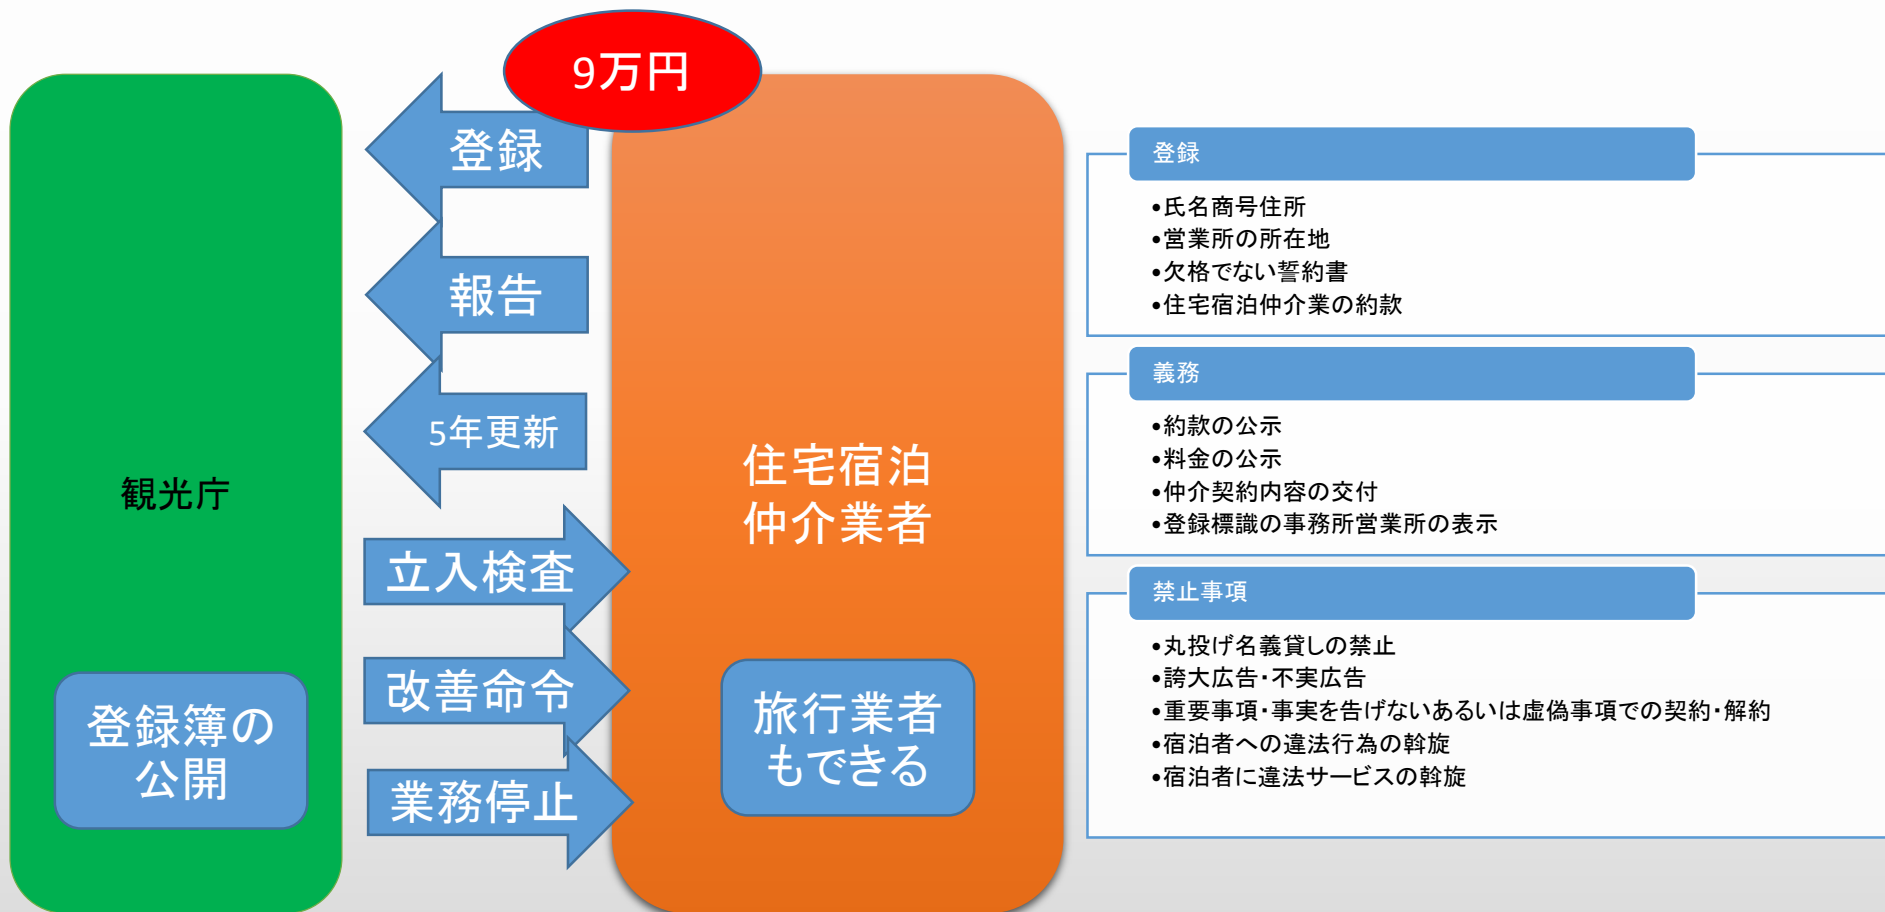 9万円
登録
報告
5年更新
観光庁
立入検査
改善命令
業務停止
登録簿の
公開
住宅宿泊
仲介業者
旅行業者
もできる
登録
•氏名商号住所
•営業所の所在地
•欠格でない誓約書
•住宅宿泊仲介業の約款
義務
•約款の公示
•料金の公示
•仲介契約内容の交付
•登録標識の事務所営業所の表示
禁止事項
•丸投げ名義貸しの禁止
•誇大広告・不実広告
•重要事項・事実を告げないあるいは虚偽事項での契約・解約
•宿泊者への違法行為の斡旋
•宿泊者に違法サービスの斡旋